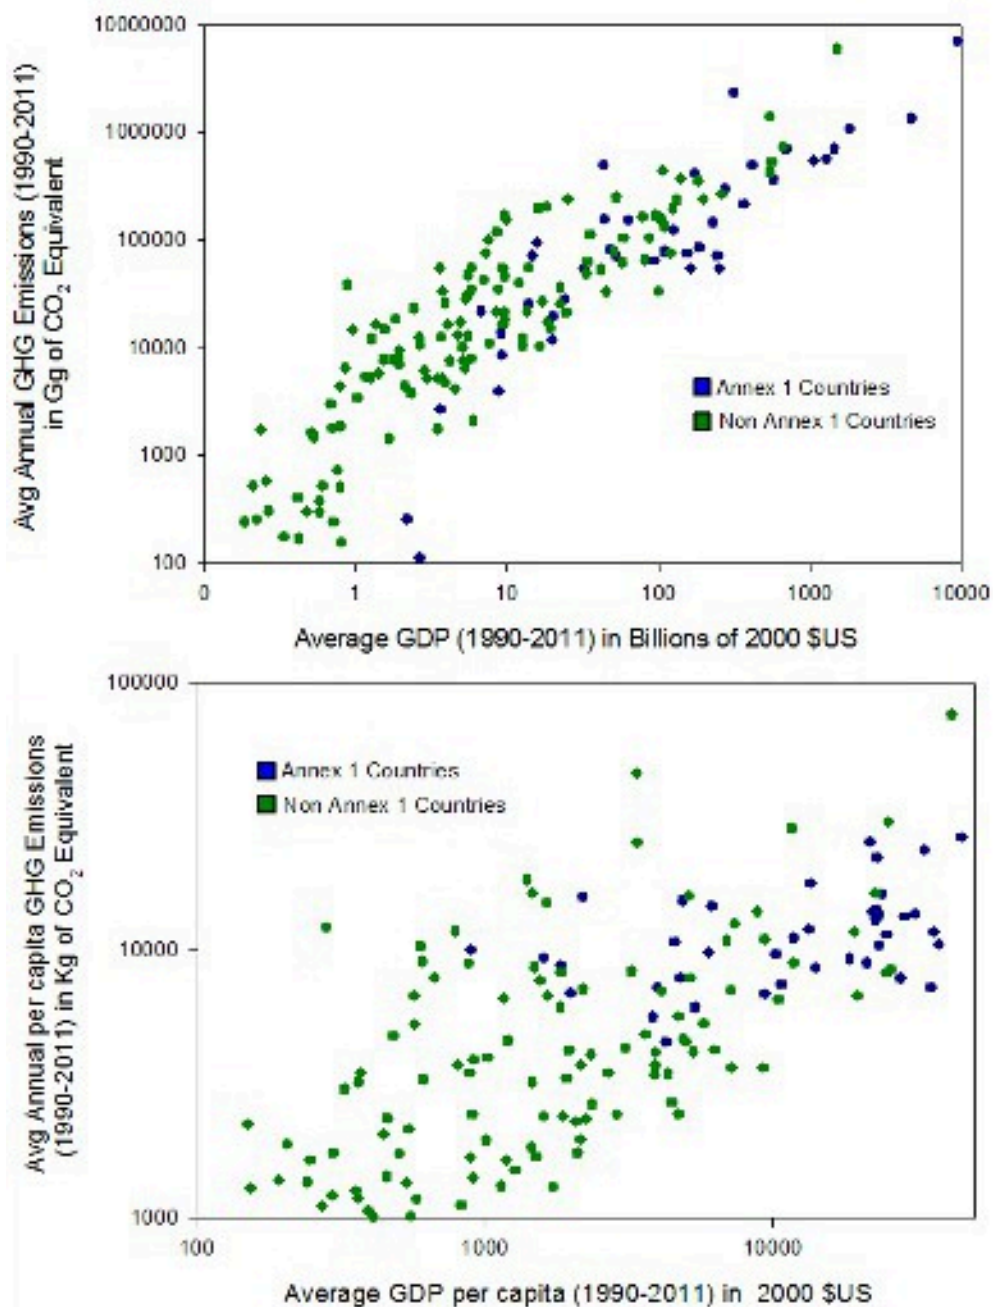 Avg Annual GHG Emissions (1990-2011)
in Gg of CO2 Equivalent
10000000
1000000
100000
10000
1000
100
Annex 1 Countries
Non Annex 1 Countries
0 1 10 100 1000 10000
Average GDP (1990-2011) in Billions of 2000 $US
Avg Annual per capita GHG Emissions
(1990-2011) in Kg of CO2 Equivalent
100000
Annex 1 Countries
Non Annex 1 Countries
10000
1000
100 1000 10000
Average GDP per capita (1990-2011) in 2000 $US